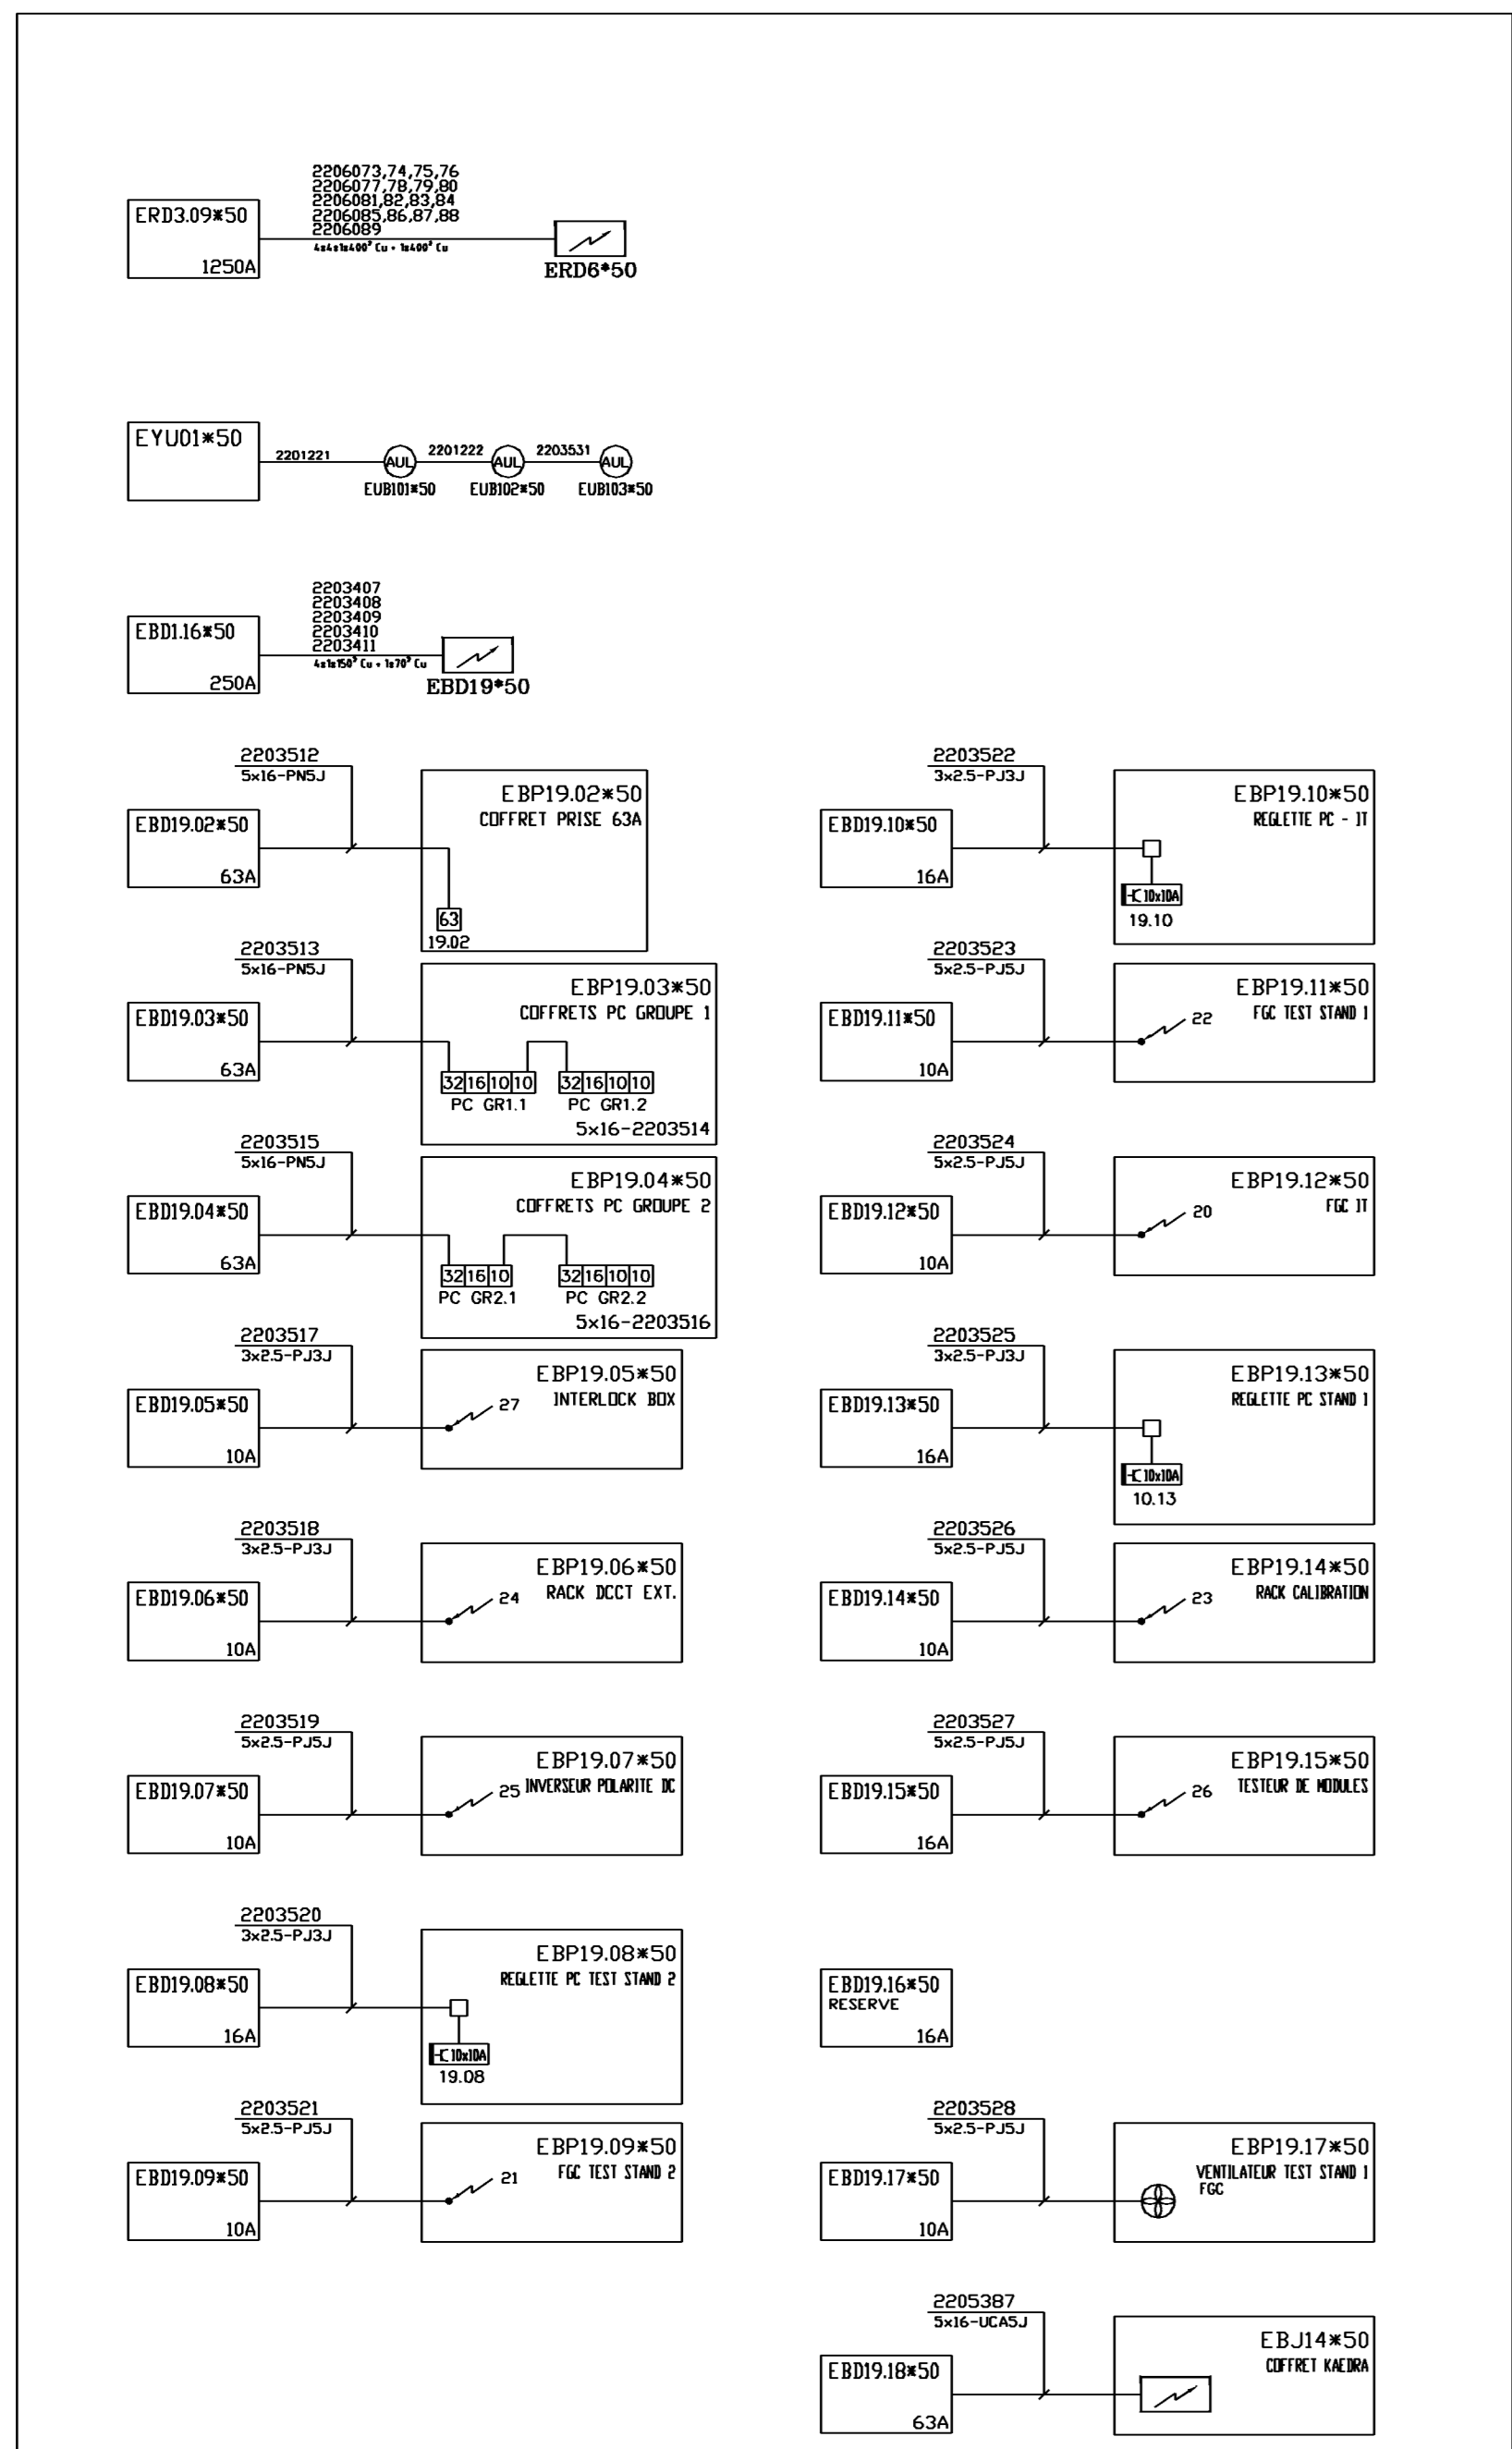 2206073,74,75,76
2206077,78,79,80
2206081,82,83,84
2206085,86,87,88
2206089
ERD3.09*50
4x4x1x400² Cu + 1x400² Cu
1250A
ERD6*50
EYU01*50
2201221
AUL
2201222
AUL
2203531
AUL
EUB101*50
EUB102*50
EUB103*50
2203407
2203408
2203409
2203410
2203411
EBD1.16*50
4x1x150² Cu + 1x70² Cu
250A
EBD19*50
2203512
5x16-PN5J
EBD19.02*50
63A
EBP19.02*50
COFFRET PRISE 63A
63
19.02
2203513
5x16-PN5J
EBD19.03*50
63A
EBP19.03*50
COFFRETS PC GROUPE 1
32 16 10 10
32 16 10 10
PC GR1.1
PC GR1.2
5x16-2203514
2203515
5x16-PN5J
EBD19.04*50
63A
EBP19.04*50
COFFRETS PC GROUPE 2
32 16 10
32 16 10 10
PC GR2.1
PC GR2.2
5x16-2203516
2203517
3x2.5-PJ3J
EBD19.05*50
10A
EBP19.05*50
INTERLOCK BOX
27
2203518
3x2.5-PJ3J
EBD19.06*50
10A
EBP19.06*50
RACK DCCT EXT.
24
2203519
5x2.5-PJ5J
EBD19.07*50
10A
EBP19.07*50
INVERSEUR POLARITE DC
25
2203520
3x2.5-PJ3J
EBD19.08*50
16A
EBP19.08*50
REGLETTE PC TEST STAND 2
10x10A
19.08
2203521
5x2.5-PJ5J
EBD19.09*50
10A
EBP19.09*50
FGC TEST STAND 2
21
2203522
3x2.5-PJ3J
EBD19.10*50
16A
EBP19.10*50
REGLETTE PC - IT
10x10A
19.10
2203523
5x2.5-PJ5J
EBD19.11*50
10A
EBP19.11*50
FGC TEST STAND 1
22
2203524
5x2.5-PJ5J
EBD19.12*50
10A
EBP19.12*50
FGC IT
20
2203525
3x2.5-PJ3J
EBD19.13*50
16A
EBP19.13*50
REGLETTE PC STAND 1
10x10A
10.13
2203526
5x2.5-PJ5J
EBD19.14*50
10A
EBP19.14*50
RACK CALIBRATION
23
2203527
5x2.5-PJ5J
EBD19.15*50
16A
EBP19.15*50
TESTEUR DE MODULES
26
EBD19.16*50
RESERVE
16A
2203528
5x2.5-PJ5J
EBD19.17*50
10A
EBP19.17*50
VENTILATEUR TEST STAND 1
FGC
2205387
5x16-UCA5J
EBD19.18*50
63A
EBJ14*50
COFFRET KAEDRA